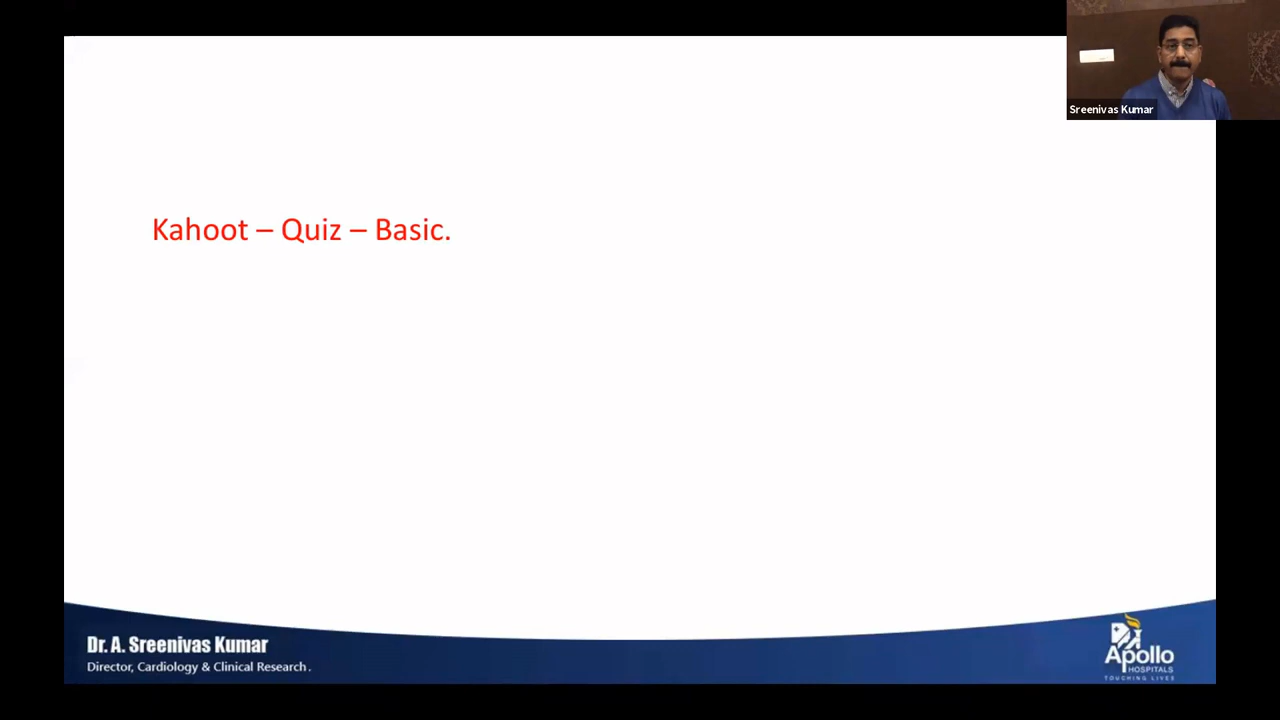 Sreenivas Kumar
Kahoot – Quiz – Basic.
Dr. A. Sreenivas Kumar
Director, Cardiology & Clinical Research.
Apollo
HOSPITALS
TOUCHING LIVES